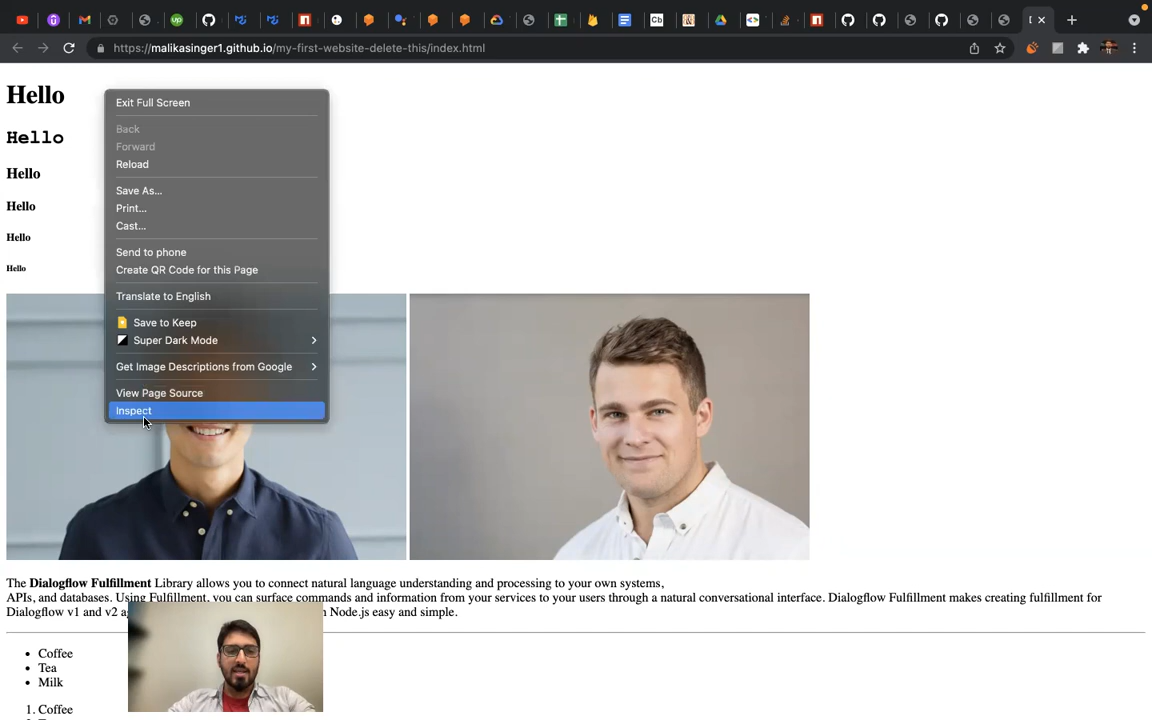 https://malikasinger1.github.io/my-first-website-delete-this/index.html
Hello
Hello
Hello
Hello
Hello
Hello
Exit Full Screen
Back
Forward
Reload
Save As...
Print...
Cast...
Send to phone
Create QR Code for this Page
Translate to English
Save to Keep
Super Dark Mode
Get Image Descriptions from Google
View Page Source
Inspect
The Dialogflow Fulfillment Library allows you to connect natural language understanding and processing to your own systems,
APIs, and databases. Using Fulfillment, you can surface commands and information from your services to your users through a natural conversational interface. Dialogflow Fulfillment makes creating fulfillment for
Dialogflow v1 and v2 Node.js easy and simple.
• Coffee
• Tea
• Milk
1. Coffee